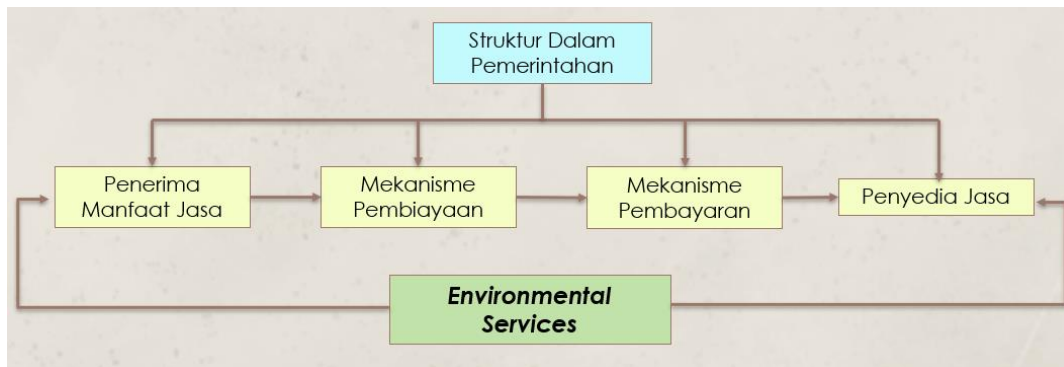 Struktur Dalam
Pemerintahan
Penerima
Manfaat Jasa
Mekanisme
Pembiayaan
Mekanisme
Pembayaran
Penyedia Jasa
Environmental
Services